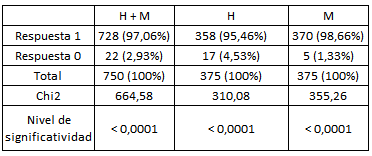 H + M H M
Respuesta 1 728 (97,06%) 358 (95,46%) 370 (98,66%)
Respuesta 0 22 (2,93%) 17 (4,53%) 5 (1,33%)
Total 750 (100%) 375 (100%) 375 (100%)
Chi2 664,58 310,08 355,26
Nivel de
significatividad < 0,0001 < 0,0001 < 0,0001